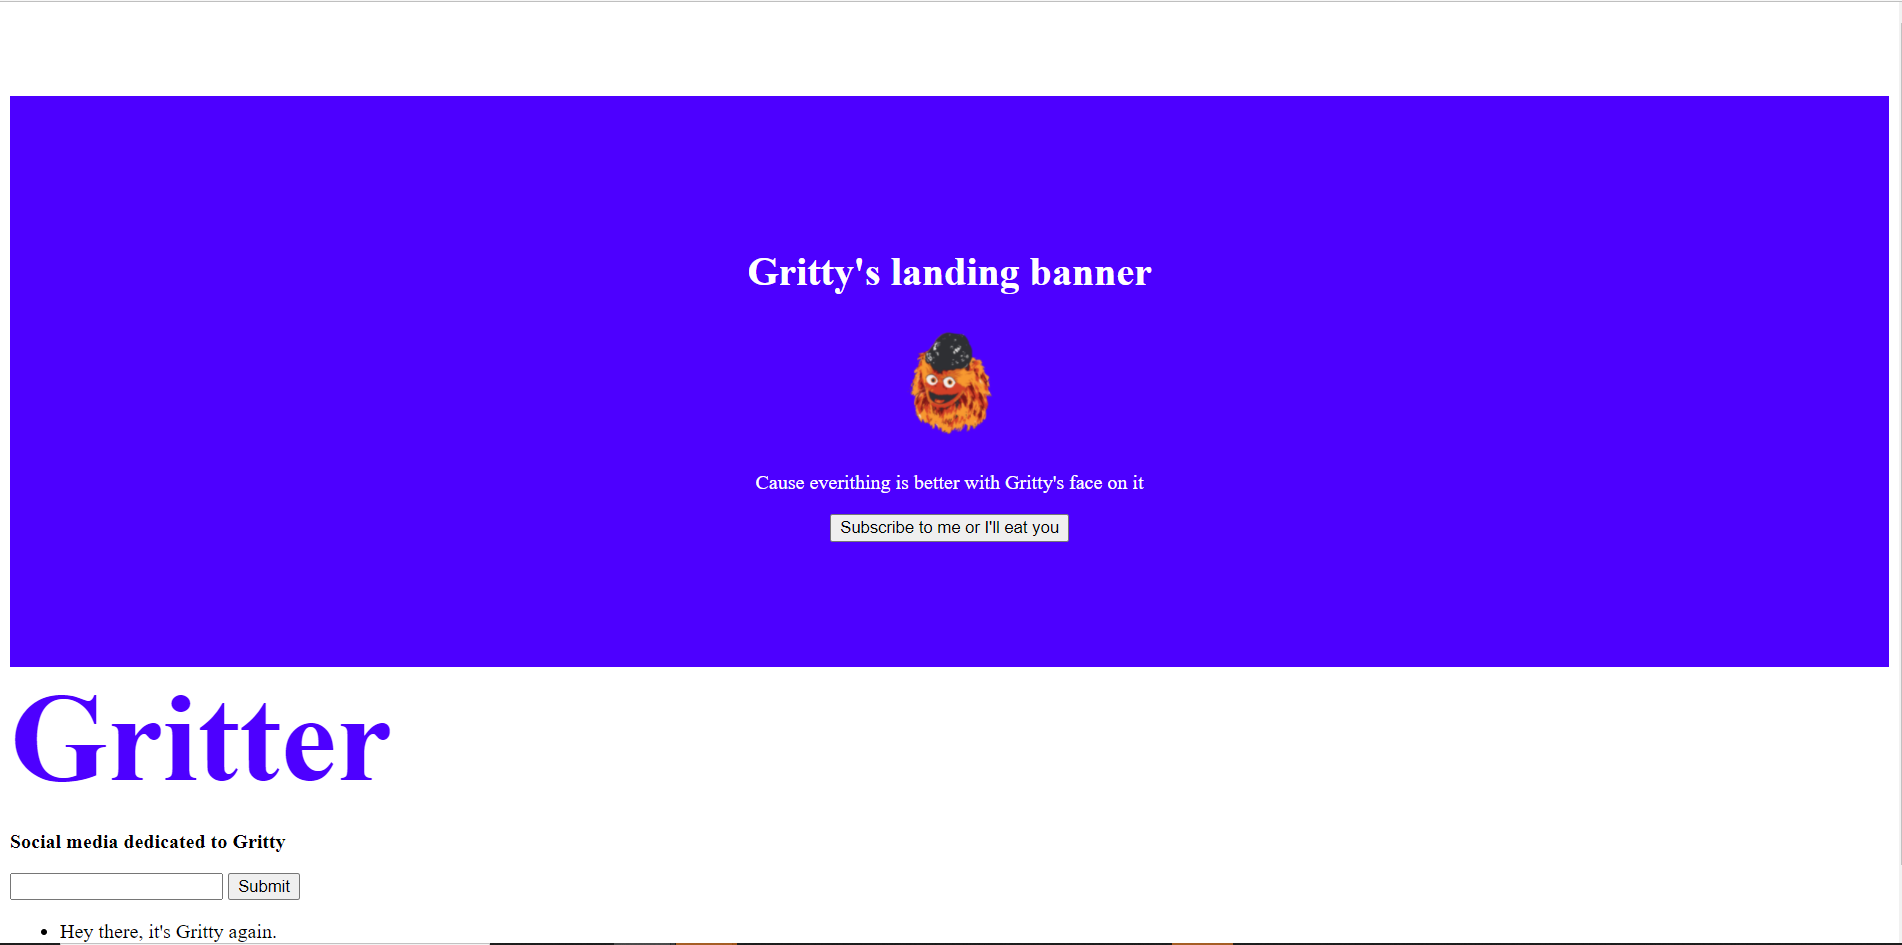 Gritty's landing banner
Cause everithing is better with Gritty's face on it
Subscribe to me or I'll eat you
Gritter
Social media dedicated to Gritty
Submit
Hey there, it's Gritty again.